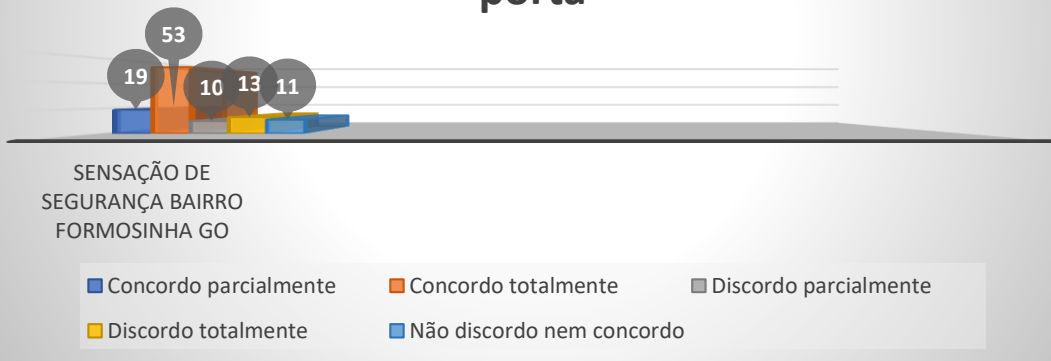 porta
53
19
10
13
11
SENSAÇÃO DE
SEGURANÇA BAIRRO
FORMOSINHA GO
Concordo parcialmente
Concordo totalmente
Discordo parcialmente
Discordo totalmente
Não discordo nem concordo